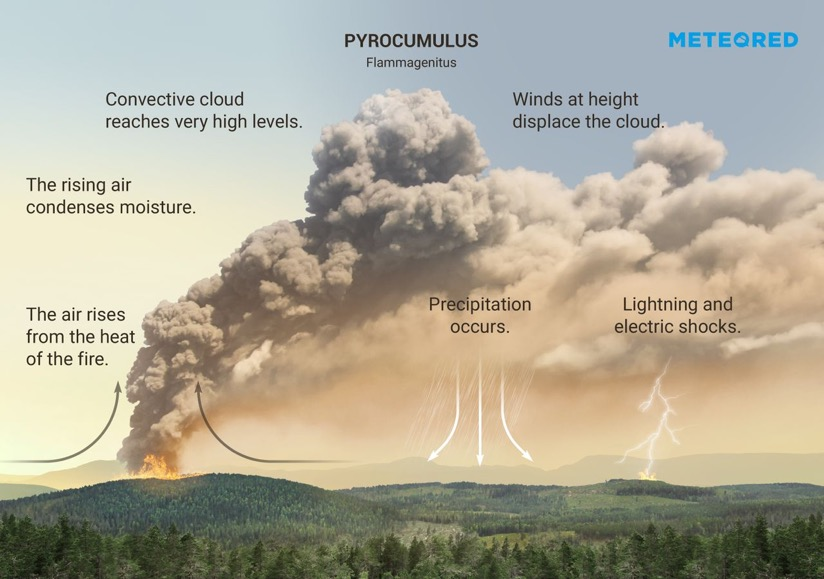 PYROCUMULUS
Flammagenitus
METEORED
Convective cloud
reaches very high levels.
Winds at height
displace the cloud.
The rising air
condenses moisture.
The air rises
from the heat
of the fire.
Precipitation
occurs.
Lightning and
electric shocks.